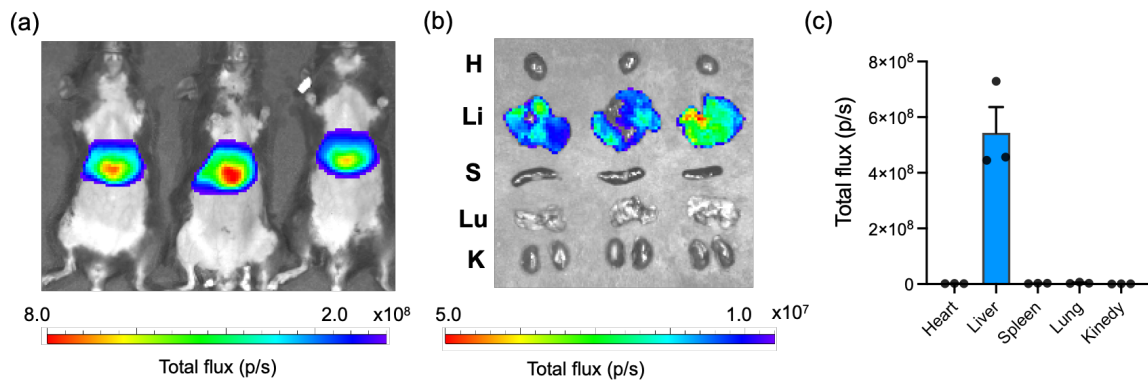 (a)
8.0 2.0 x10⁸
Total flux (p/s)
(b)
H
Li
S
Lu
K
5.0 1.0 x10⁷
Total flux (p/s)
(c)
Total flux (p/s)
8×10⁸
6×10⁸
4×10⁸
2×10⁸
0
Heart
Liver
Spleen
Lung
Kinedy